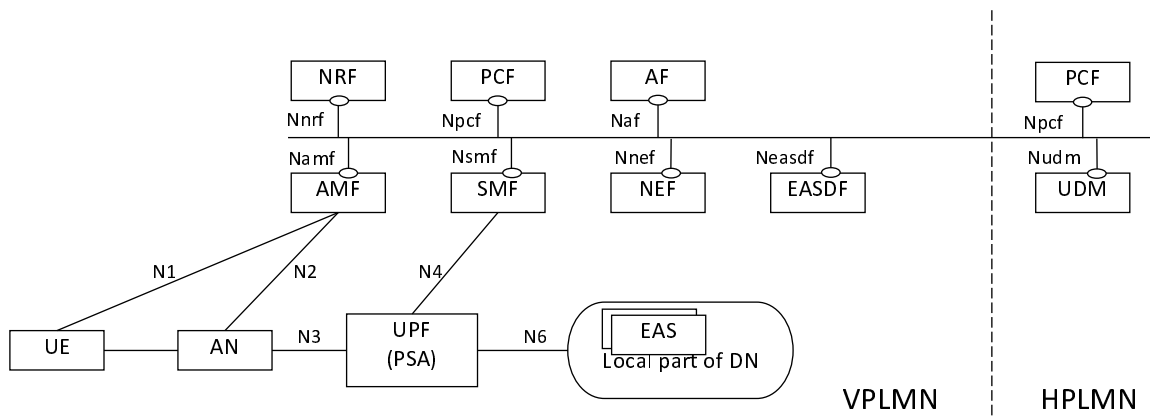 NRF
PCF
AF
PCF
Nnrf
Npcf
Naf
Npcf
Namf
Nsmf
Nnef
Neasdf
Nudm
AMF
SMF
NEF
EASDF
UDM
N1
N2
N4
UE
AN
N3
UPF
(PSA)
N6
EAS
Local part of DN
VPLMN
HPLMN